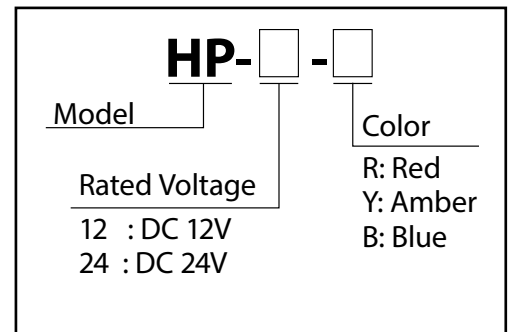 HP-□ -□
Model
Rated Voltage
12 : DC 12V
24 : DC 24V
Color
R: Red
Y: Amber
B: Blue